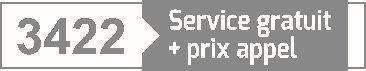 3422
Service gratuit
+ prix appel